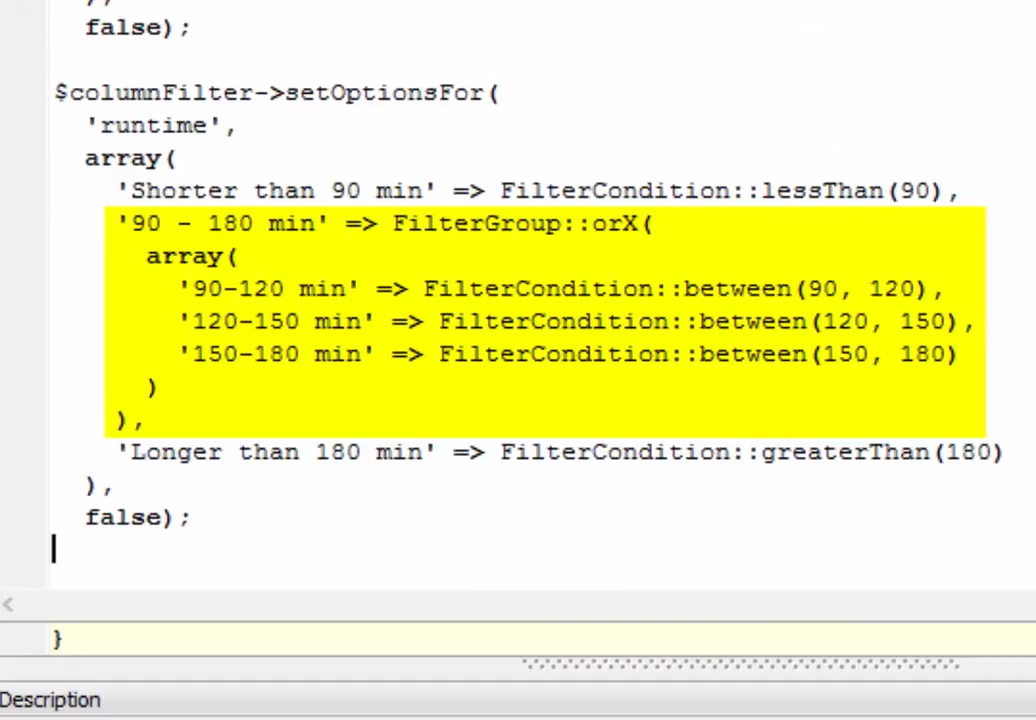 ),
false);
$columnFilter->setOptionsFor(
'runtime',
array(
'Shorter than 90 min' => FilterCondition::lessThan(90),
'90 - 180 min' => FilterGroup::orX(
array(
'90-120 min' => FilterCondition::between(90, 120),
'120-150 min' => FilterCondition::between(120, 150),
'150-180 min' => FilterCondition::between(150, 180)
)
),
'Longer than 180 min' => FilterCondition::greaterThan(180)
),
false);
}
Description